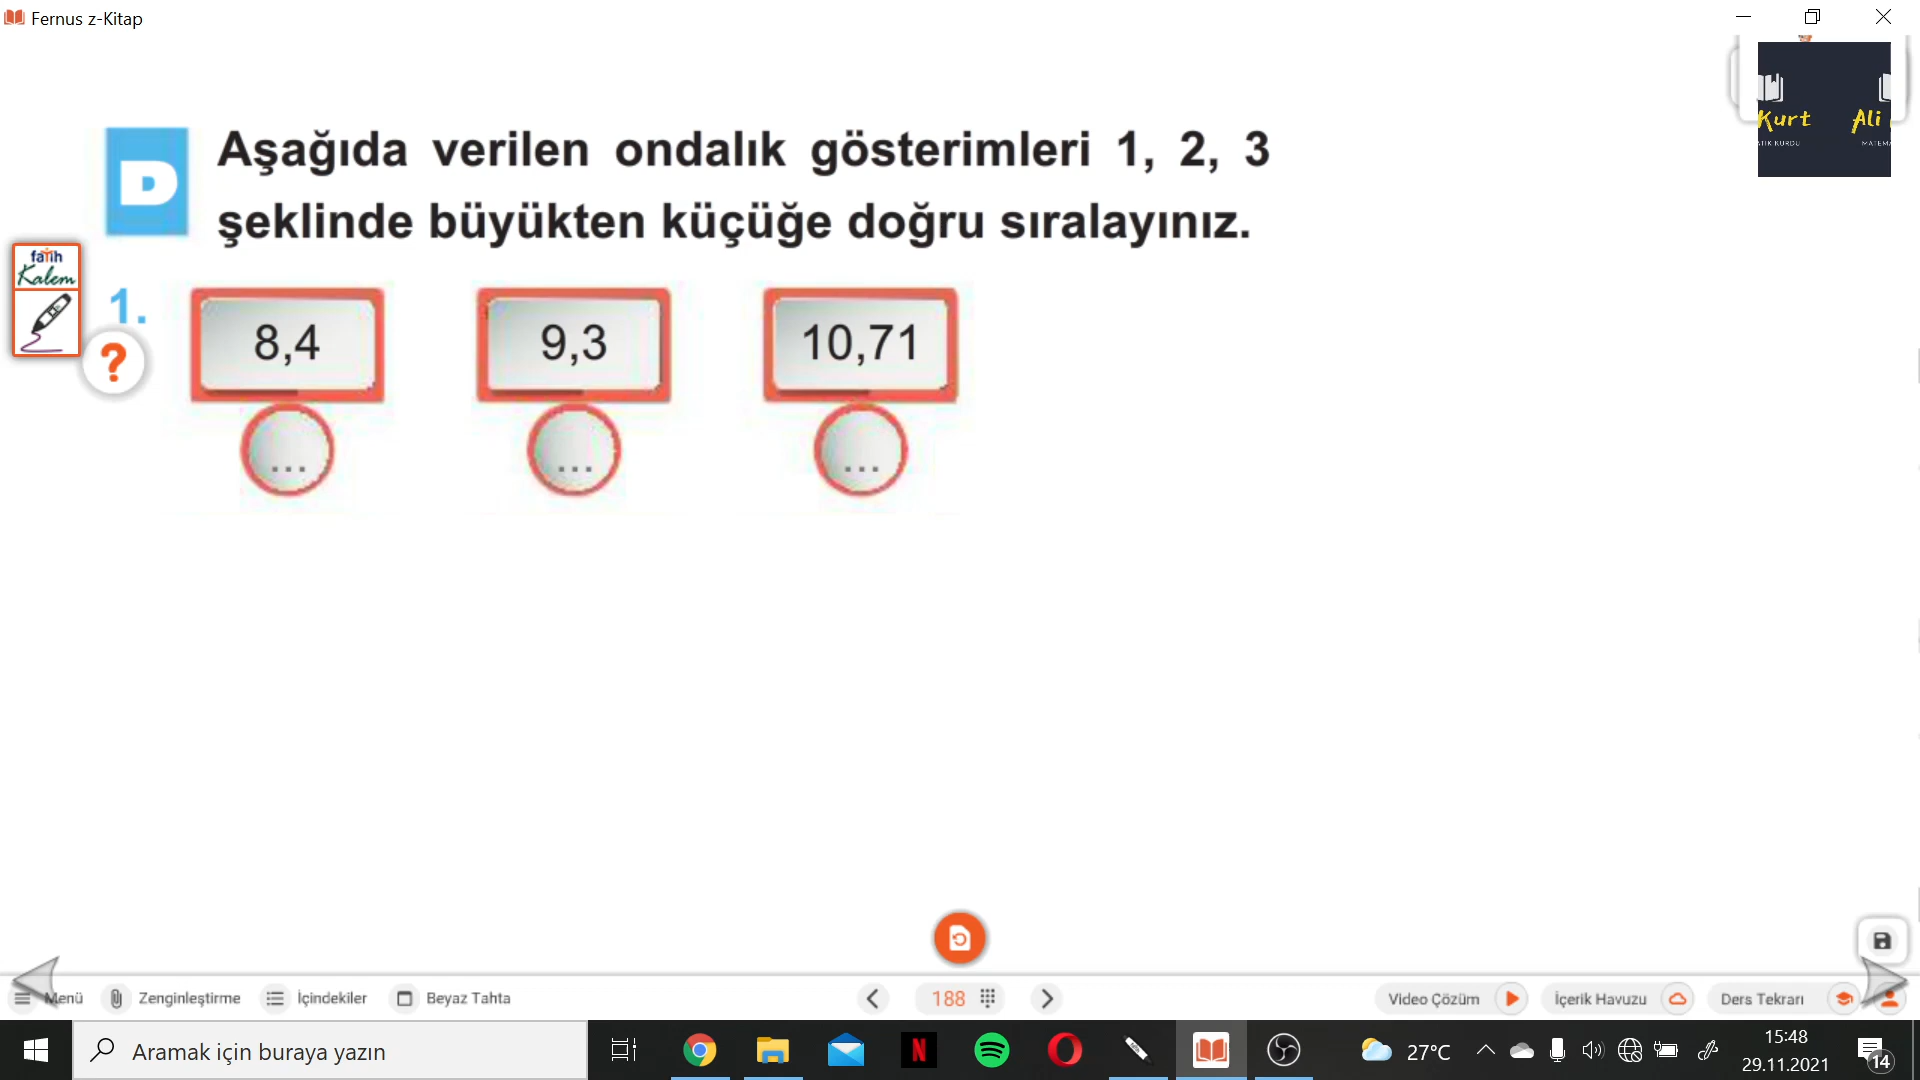 Fernus z-Kitap
Kurt Ali
MATEM
D
Aşağıda verilen ondalık gösterimleri 1, 2, 3
şeklinde büyükten küçüğe doğru sıralayınız.
fatih
Kalem
1.
?
8,4
9,3
10,71
...
...
...
Menü
Zenginleştirme
İçindekiler
Beyaz Tahta
188
Video Çözüm
İçerik Havuzu
Ders Tekrarı
Aramak için buraya yazın
N
27°C
15:48
29.11.2021
14